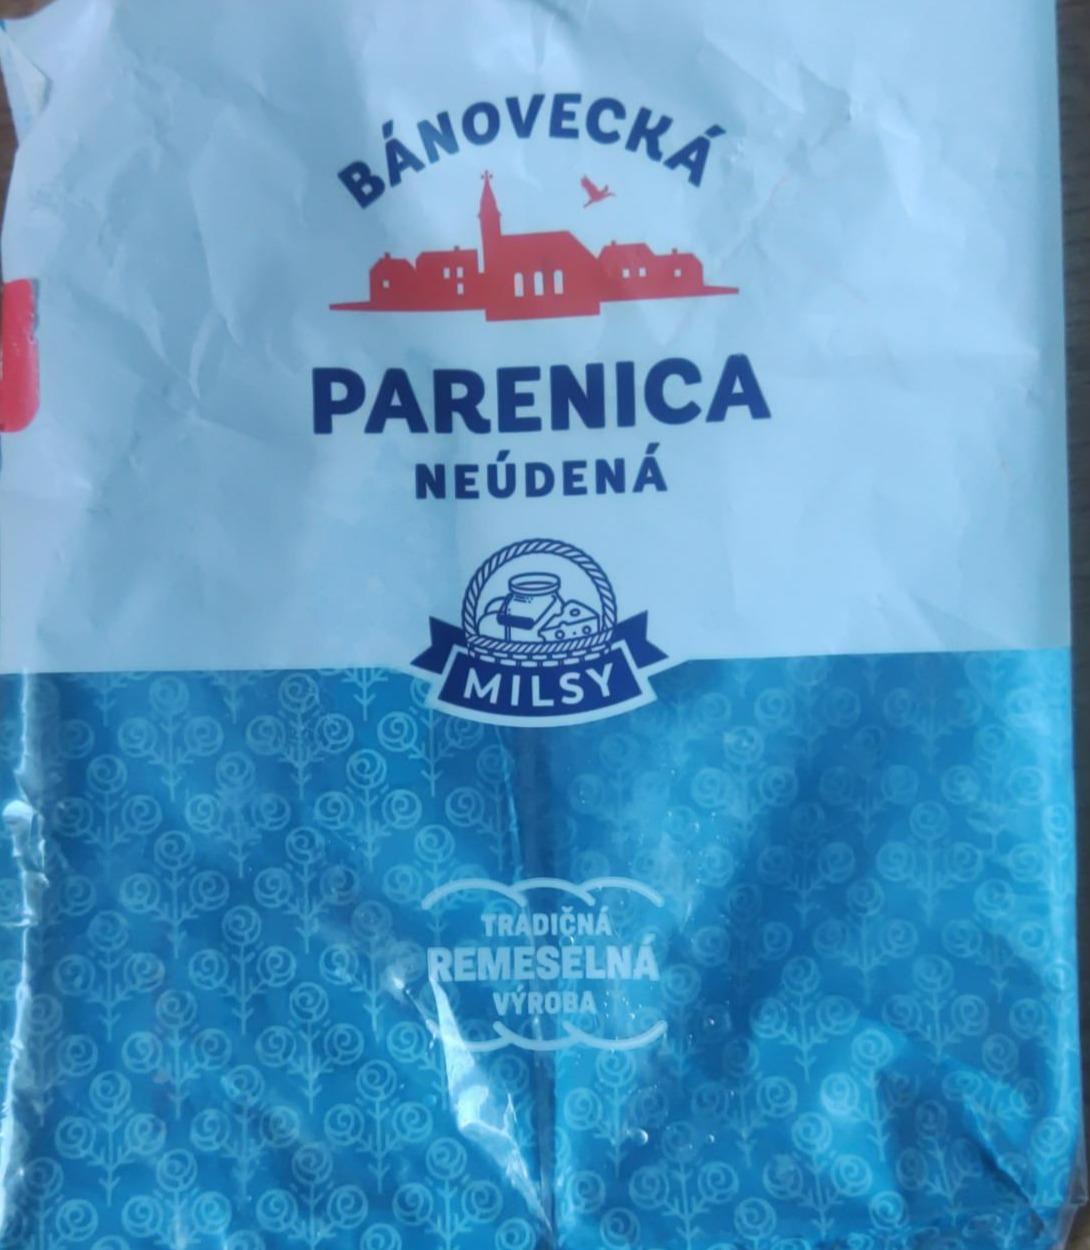 BÁNOVECKÁ
PARENICA
NEÚDENÁ
MILSY
TRADIČNÁ
REMESELNÁ
VÝROBA